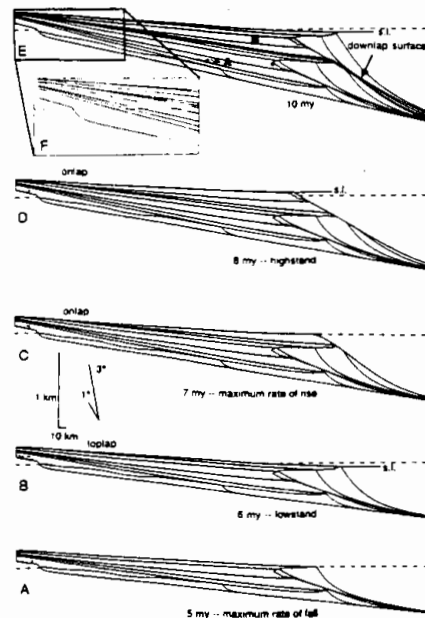 s.l.
E
downlap surface
10 my
F
onlap
s.l.
D
8 my -- highstand
onlap
C
3°
1°
1 km
10 km
7 my -- maximum rate of rise
toplap
s.l.
B
6 my -- lowstand
A
5 my -- maximum rate of fall